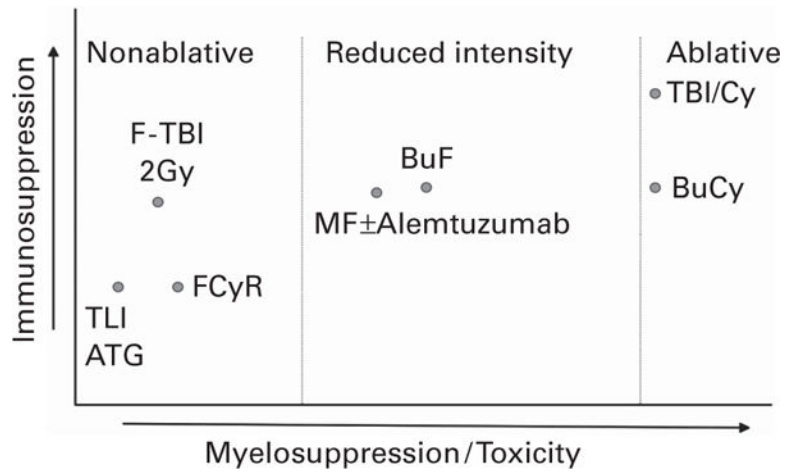 Immunosuppression
Nonablative
Reduced intensity
Ablative
F-TBI
2Gy
TLI
ATG
FCyR
BuF
MF±Alemtuzumab
TBI/Cy
BuCy
Myelosuppression/Toxicity